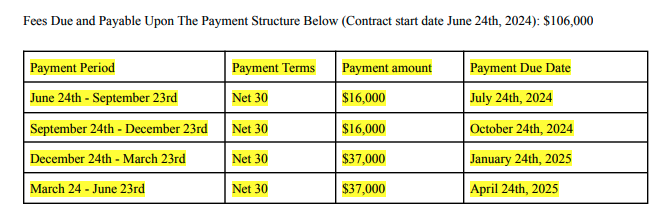 Fees Due and Payable Upon The Payment Structure Below (Contract start date June 24th, 2024): $106,000
Payment Period Payment Terms Payment amount Payment Due Date
June 24th - September 23rd Net 30 $16,000 July 24th, 2024
September 24th - December 23rd Net 30 $16,000 October 24th, 2024
December 24th - March 23rd Net 30 $37,000 January 24th, 2025
March 24 - June 23rd Net 30 $37,000 April 24th, 2025